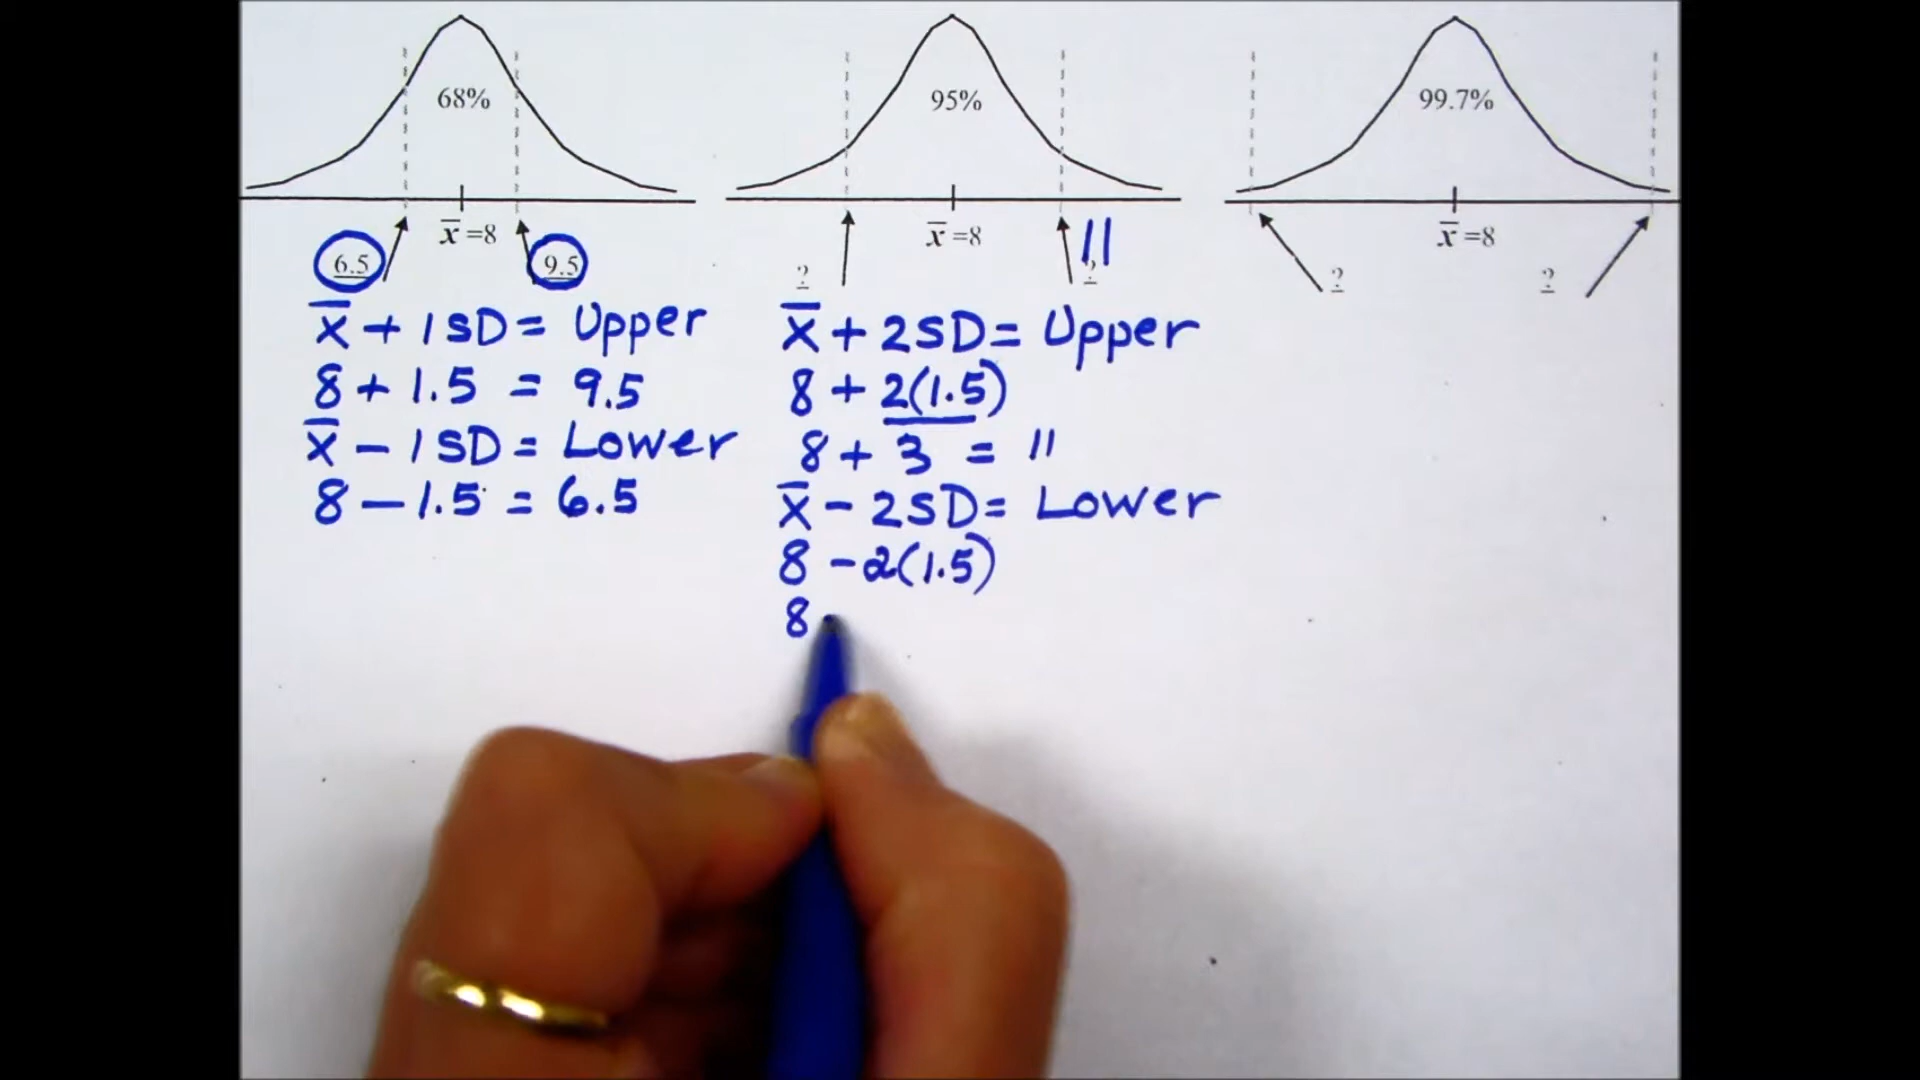 68%
x̄ =8
6.5
9.5
x̄ + 1SD = Upper
8 + 1.5 = 9.5
x̄ - 1SD = Lower
8 - 1.5 = 6.5
95%
x̄ =8
?
11
?
x̄ + 2SD = Upper
8 + 2(1.5)
8 + 3 = 11
x̄ - 2SD = Lower
8 - 2(1.5)
8
99.7%
x̄ =8
?
?